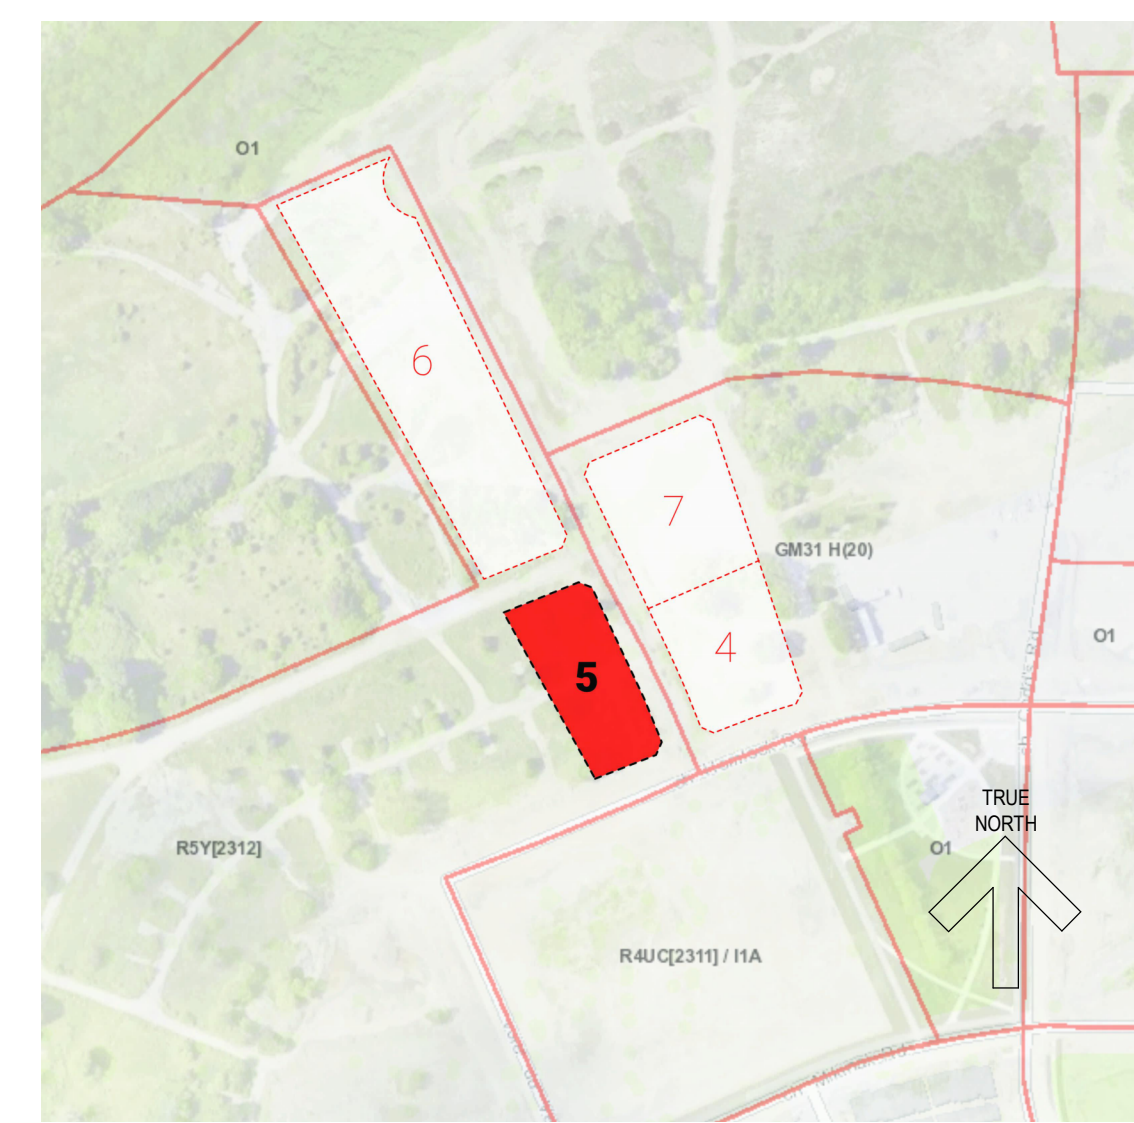 O1
6
7
GM31 H(20)
4
O1
5
TRUE
NORTH
R5Y[2312]
O1
R4UC[2311] / I1A